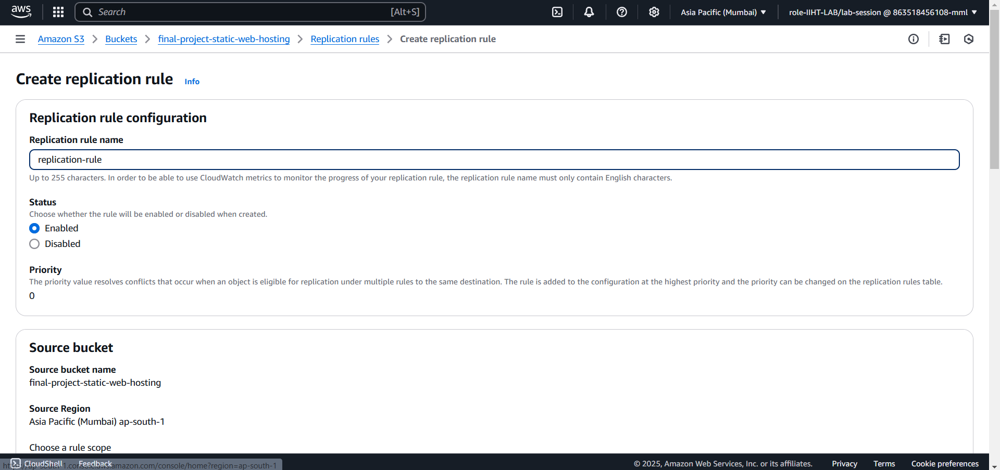 aws
Search [Alt+S]
Asia Pacific (Mumbai)
role-IIHT-LAB/lab-session @ 863518456108-mml
Amazon S3 > Buckets > final-project-static-web-hosting > Replication rules > Create replication rule
Create replication rule Info
Replication rule configuration
Replication rule name
replication-rule
Up to 255 characters. In order to be able to use CloudWatch metrics to monitor the progress of your replication rule, the replication rule name must only contain English characters.
Status
Choose whether the rule will be enabled or disabled when created.
Enabled
Disabled
Priority
The priority value resolves conflicts that occur when an object is eligible for replication under multiple rules to the same destination. The rule is added to the configuration at the highest priority and the priority can be changed on the replication rules table.
0
Source bucket
Source bucket name
final-project-static-web-hosting
Source Region
Asia Pacific (Mumbai) ap-south-1
Choose a rule scope
CloudShell Feedback
https://ap-south-1.console.aws.amazon.com/console/home?region=ap-south-1
© 2025, Amazon Web Services, Inc. or its affiliates. Privacy Terms Cookie preferences